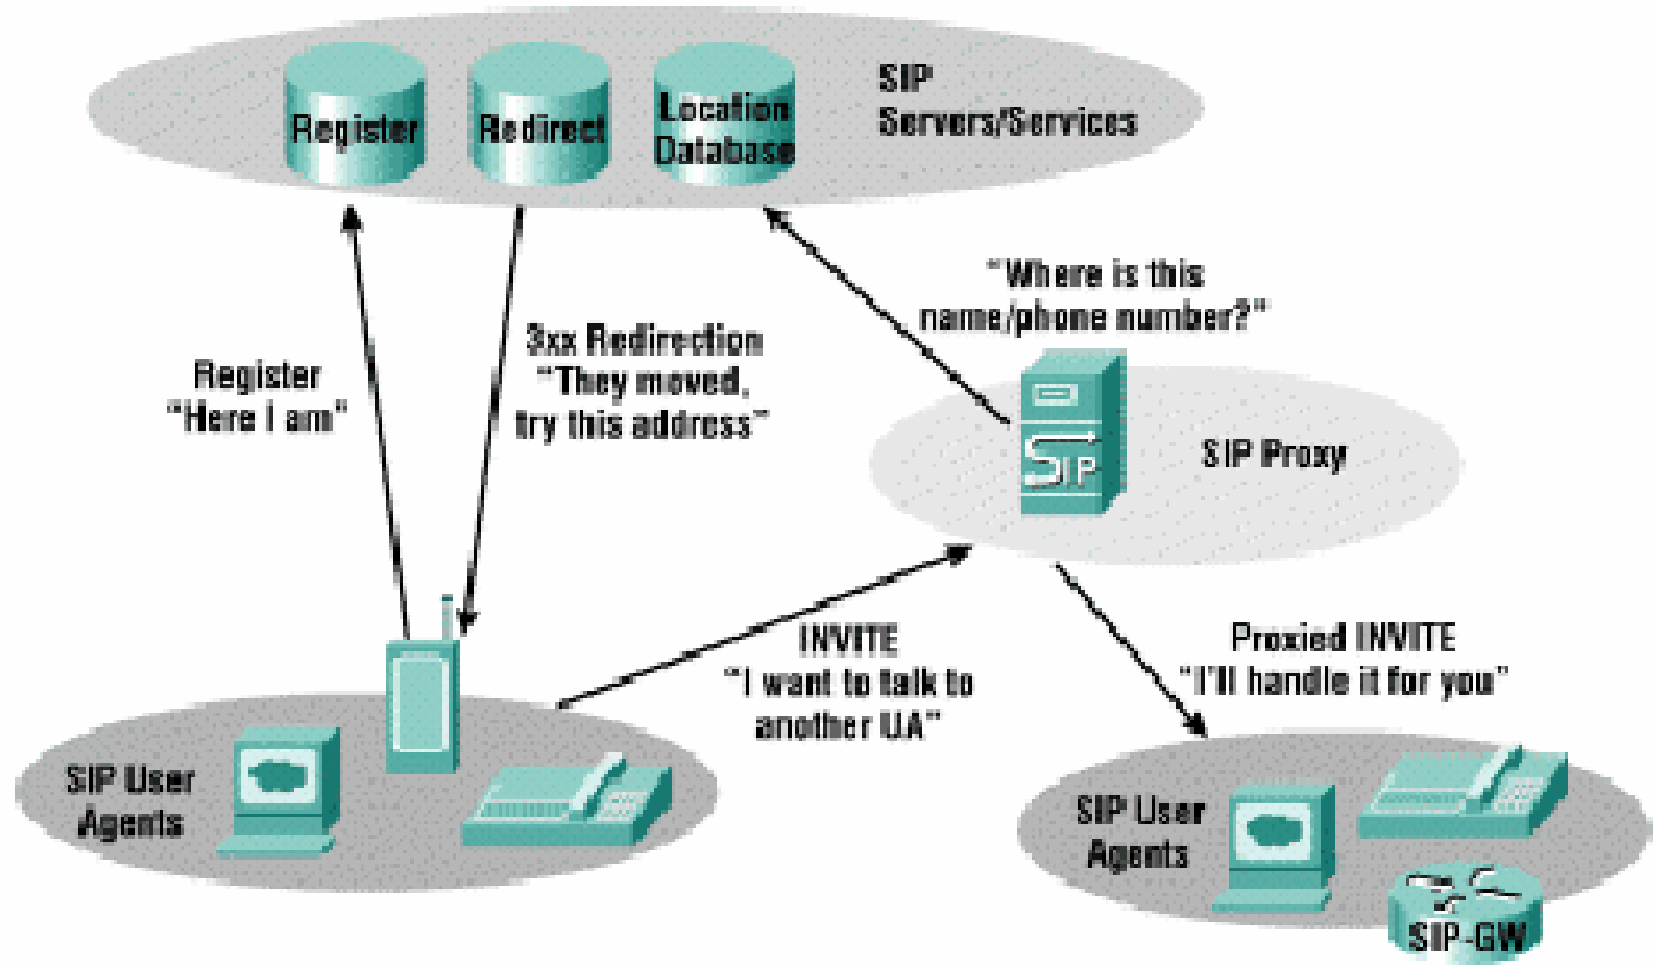 Register
Redirect
Location
Database
SIP
Servers/Services
"Where is this
name/phone number?"
3xx Redirection
"They moved,
try this address"
Register
"Here I am"
SIP
SIP Proxy
INVITE
"I want to talk to
another UA"
Proxied INVITE
"I'll handle it for you"
SIP User
Agents
SIP User
Agents
SIP-GW